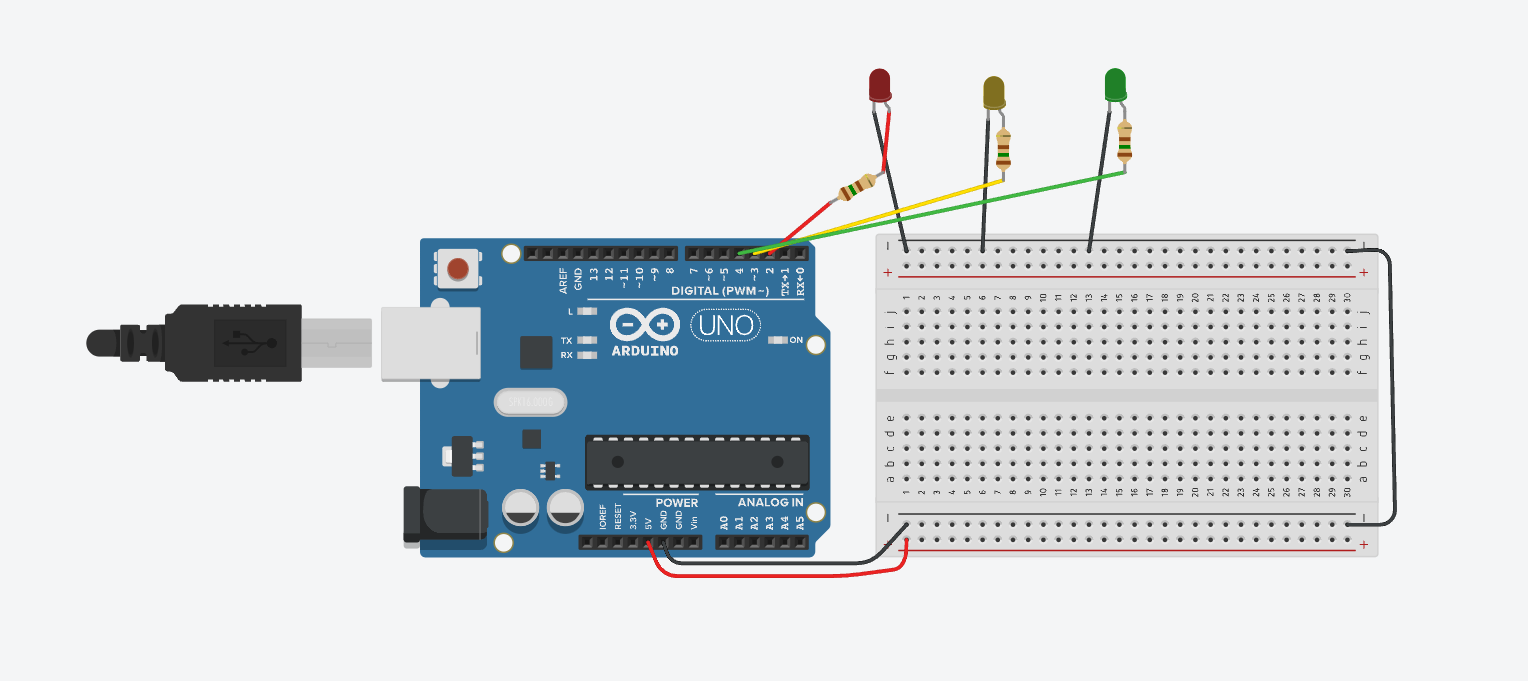 AREF
GND
13
12
~11
~10
~9
8
7
~6
~5
4
~3
2
TX→1
RX←0
DIGITAL (PWM~)
L
TX
RX
ARDUINO
UNO
ON
IOREF
RESET
3.3V
5V
GND
GND
Vin
POWER
ANALOG IN
A0
A1
A2
A3
A4
A5
− −
+ +
1 2 3 4 5 6 7 8 9 10 11 12 13 14 15 16 17 18 19 20 21 22 23 24 25 26 27 28 29 30
j j
i i
h h
g g
f f
e e
d d
c c
b b
a a
1 2 3 4 5 6 7 8 9 10 11 12 13 14 15 16 17 18 19 20 21 22 23 24 25 26 27 28 29 30
− −
+ +